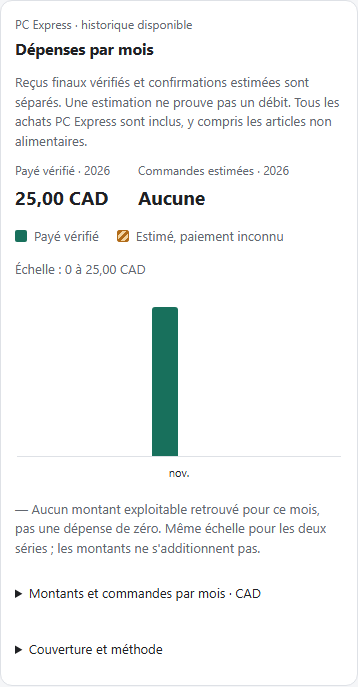 PC Express · historique disponible
Dépenses par mois
Reçus finaux vérifiés et confirmations estimées sont
séparés. Une estimation ne prouve pas un débit. Tous les
achats PC Express sont inclus, y compris les articles non
alimentaires.
Payé vérifié · 2026
Commandes estimées · 2026
25,00 CAD
Aucune
Payé vérifié
Estimé, paiement inconnu
Échelle : 0 à 25,00 CAD
nov.
— Aucun montant exploitable retrouvé pour ce mois,
pas une dépense de zéro. Même échelle pour les deux
séries ; les montants ne s'additionnent pas.
Montants et commandes par mois · CAD
Couverture et méthode